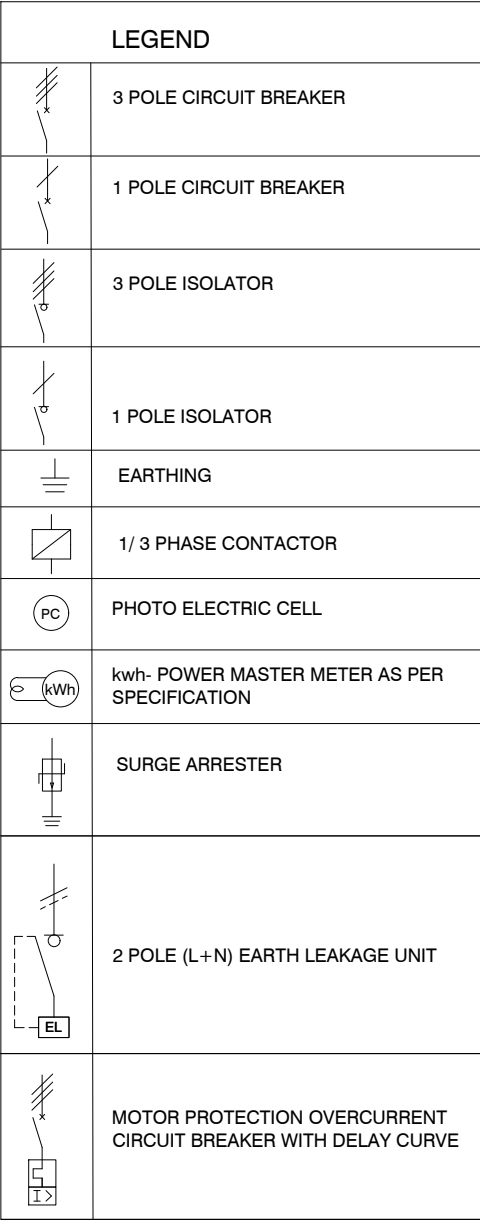 LEGEND
3 POLE CIRCUIT BREAKER
1 POLE CIRCUIT BREAKER
3 POLE ISOLATOR
1 POLE ISOLATOR
EARTHING
1/ 3 PHASE CONTACTOR
PC
PHOTO ELECTRIC CELL
kWh
kwh- POWER MASTER METER AS PER
SPECIFICATION
SURGE ARRESTER
2 POLE (L+N) EARTH LEAKAGE UNIT
EL
MOTOR PROTECTION OVERCURRENT
CIRCUIT BREAKER WITH DELAY CURVE
I>